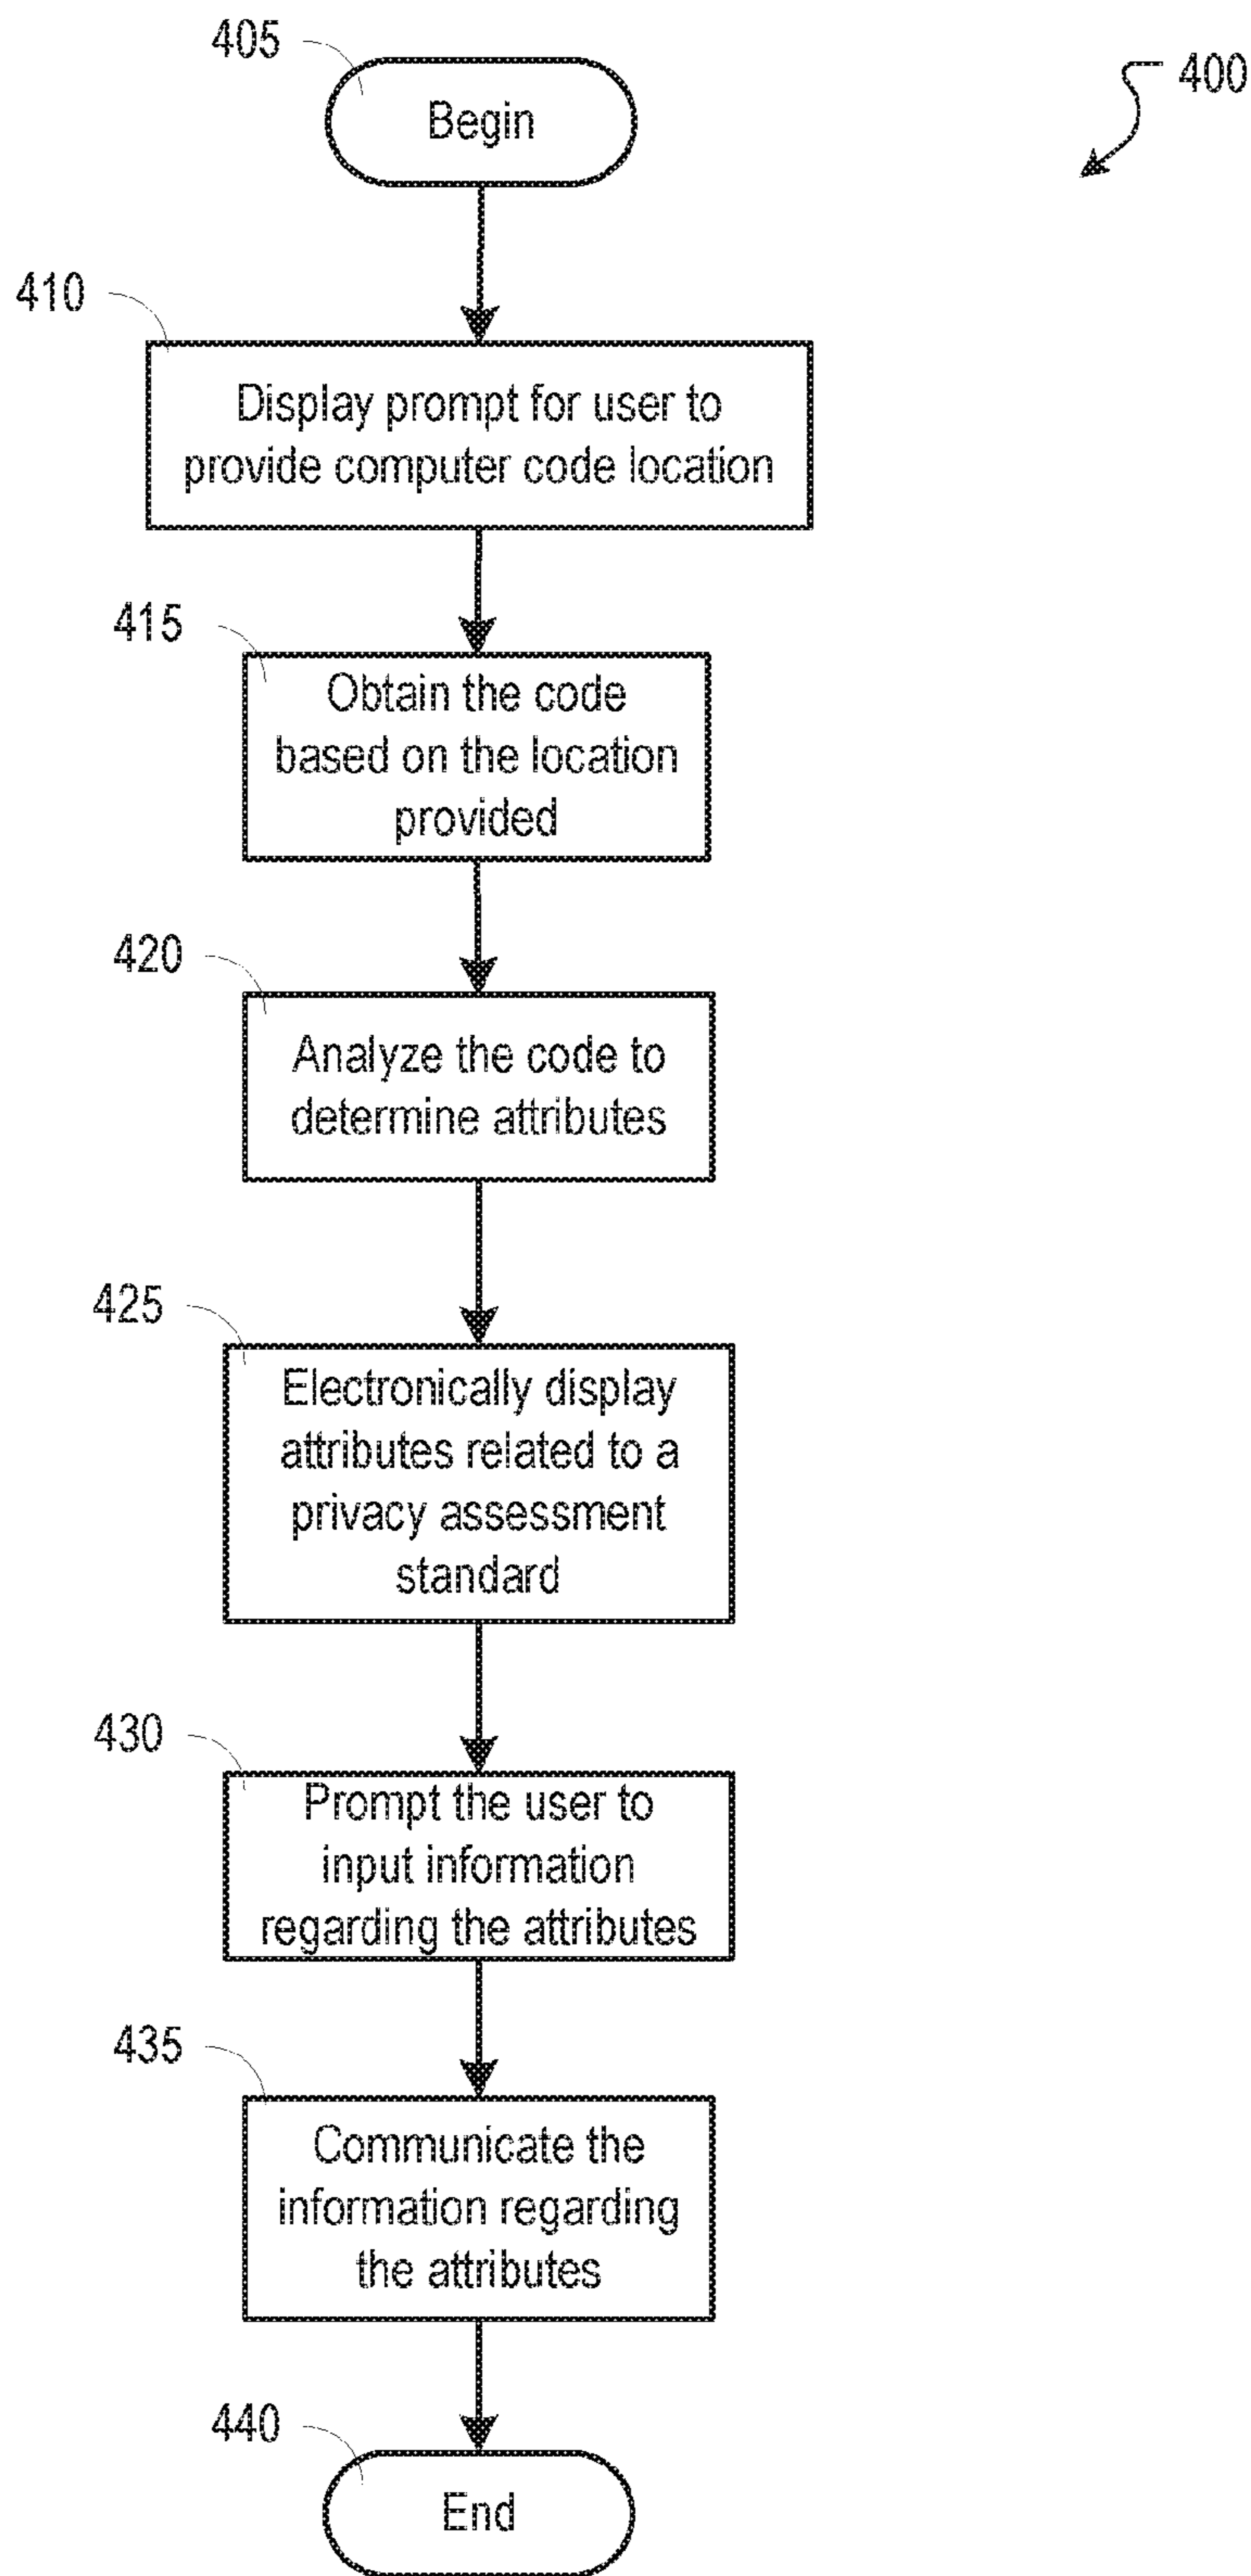 405
Begin
400
410
Display prompt for user to
provide computer code location
415
Obtain the code
based on the location
provided
420
Analyze the code to
determine attributes
425
Electronically display
attributes related to a
privacy assessment
standard
430
Prompt the user to
input information
regarding the attributes
435
Communicate the
information regarding
the attributes
440
End